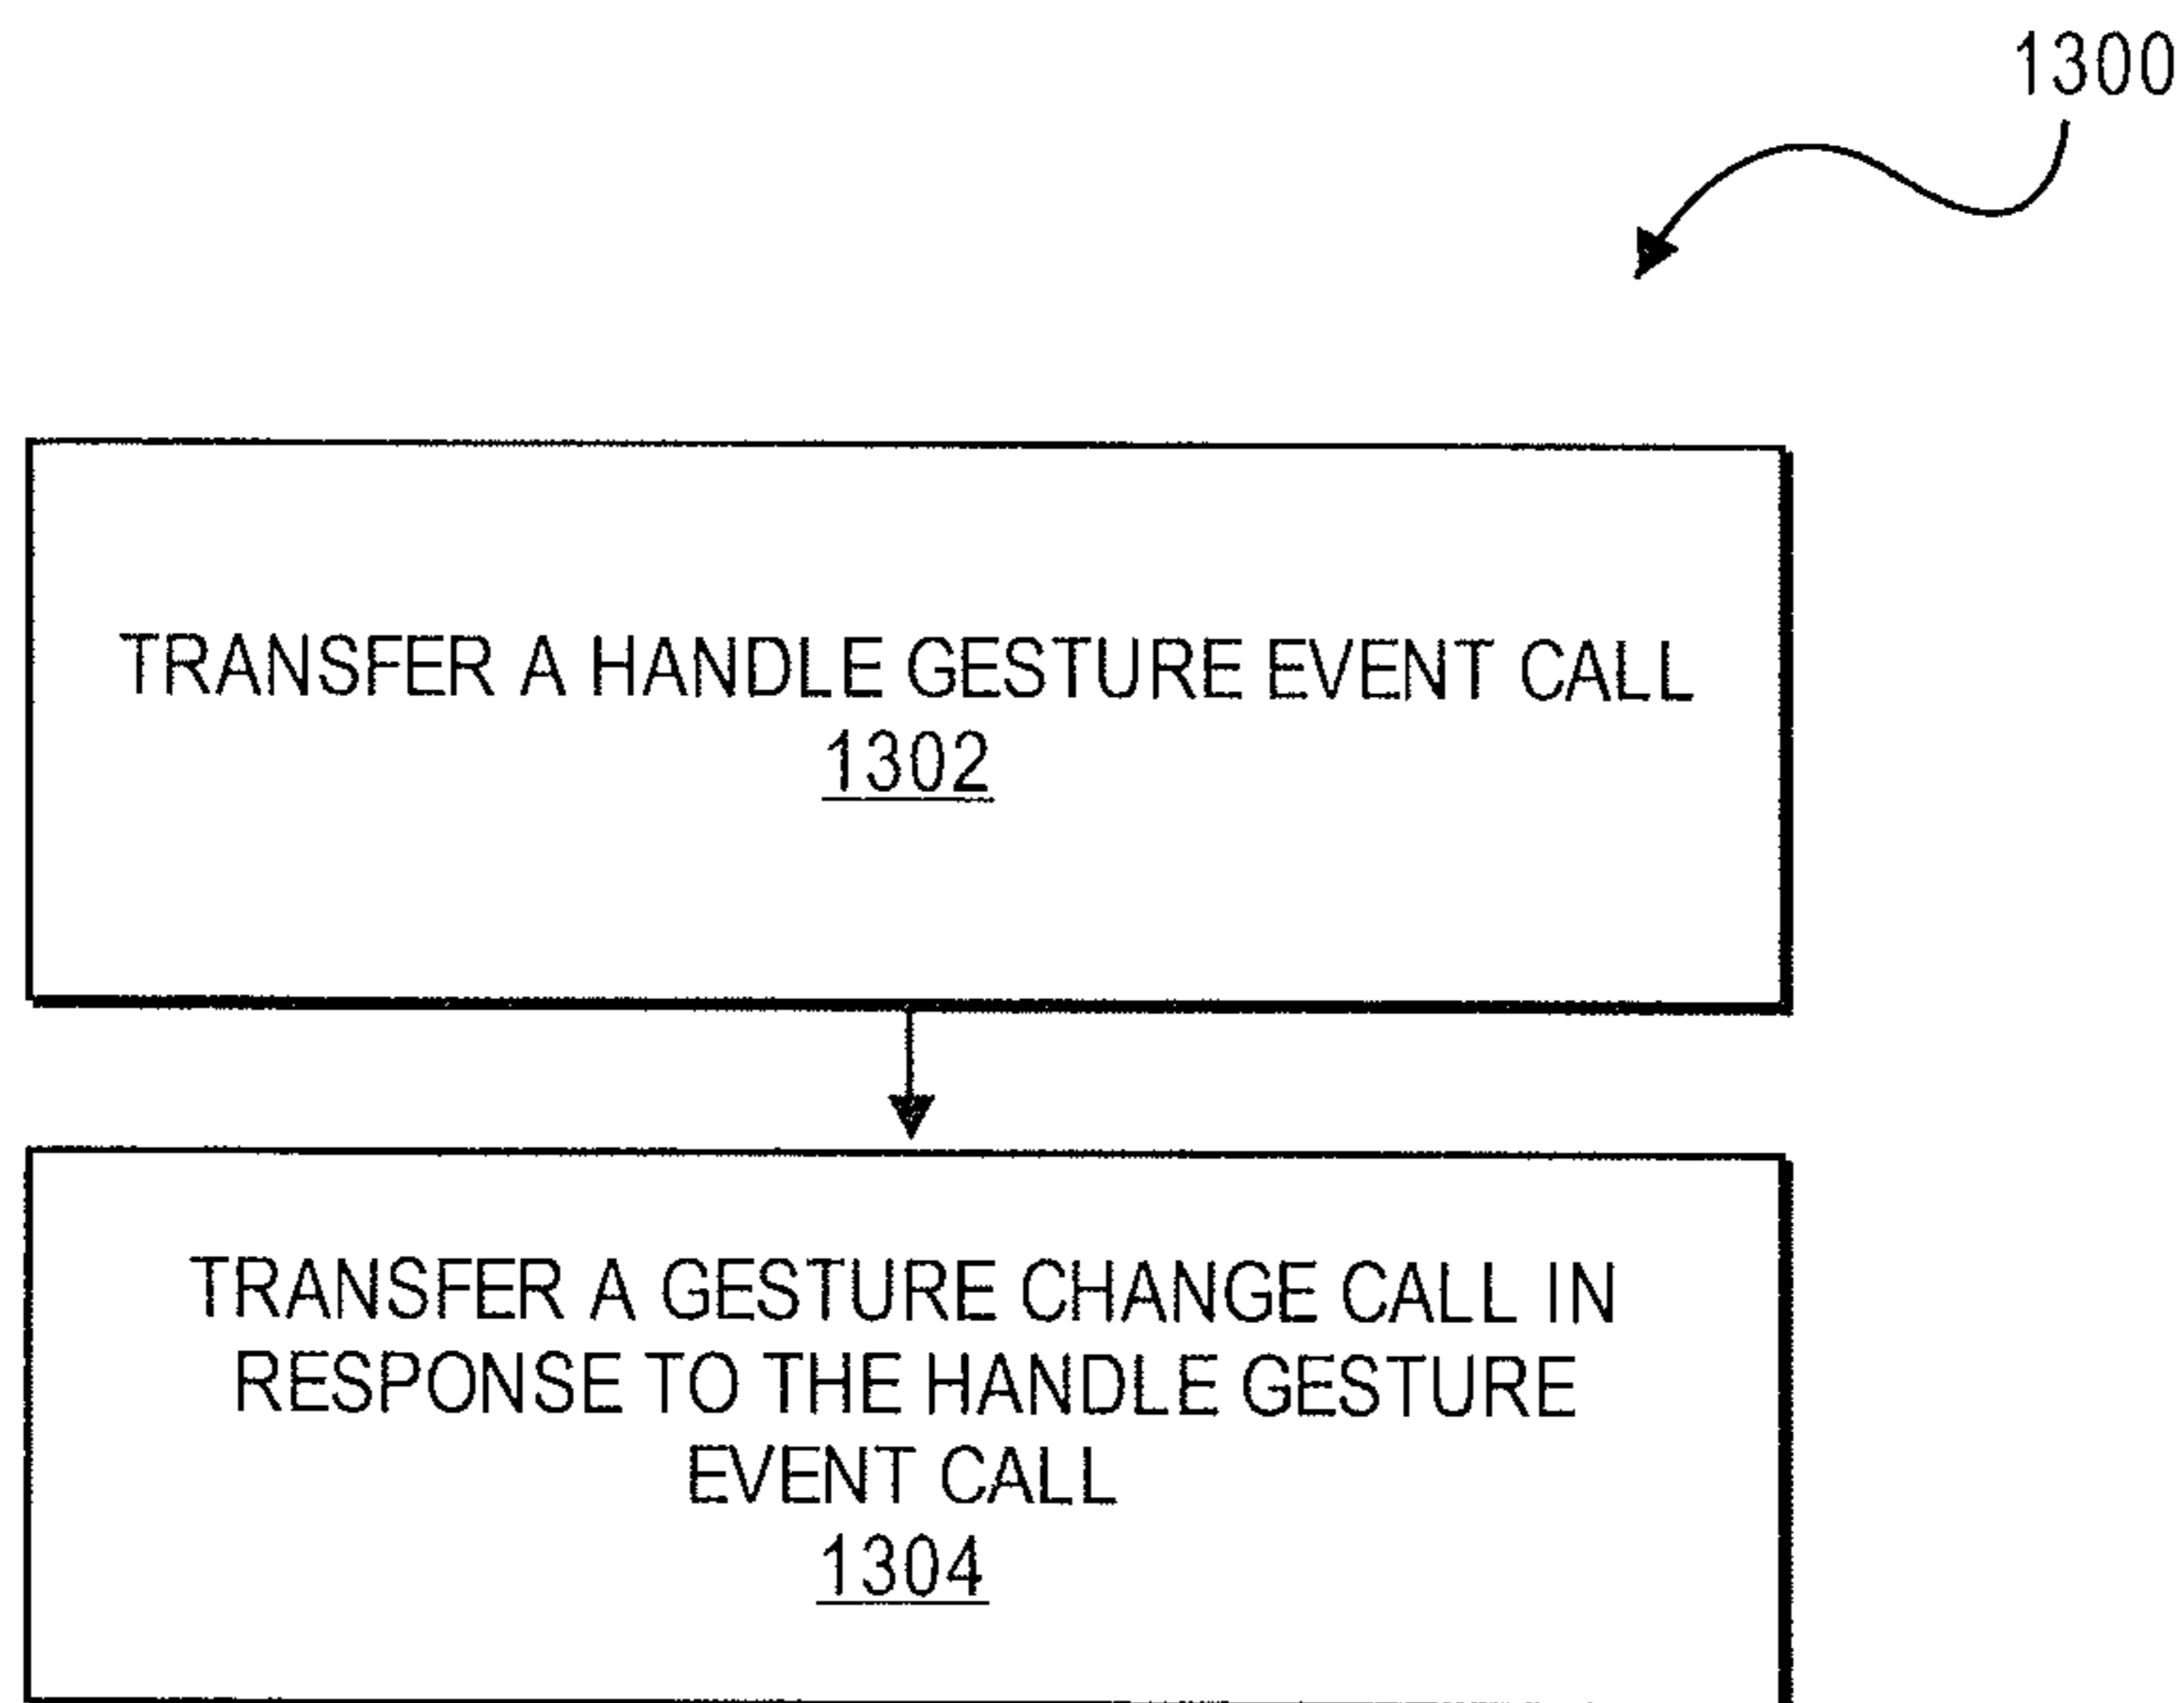 1300
TRANSFER A HANDLE GESTURE EVENT CALL
1302
TRANSFER A GESTURE CHANGE CALL IN
RESPONSE TO THE HANDLE GESTURE
EVENT CALL
1304